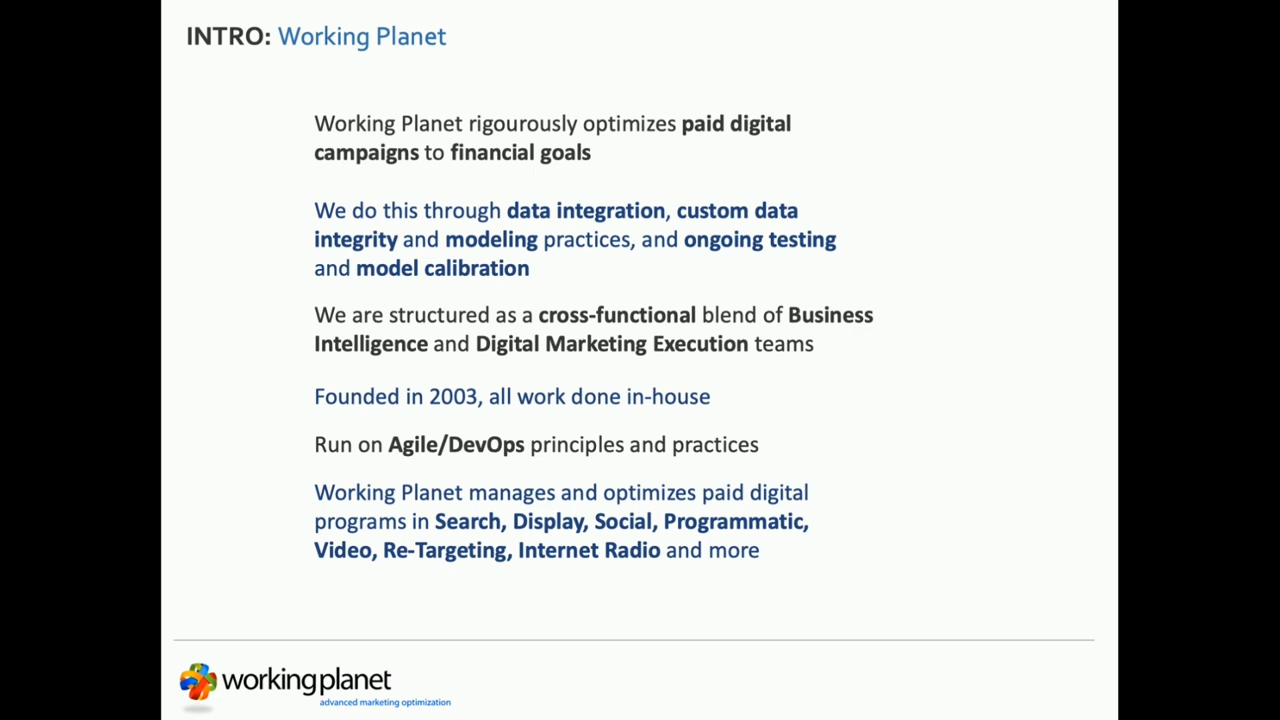 INTRO: Working Planet
Working Planet rigourously optimizes paid digital
campaigns to financial goals
We do this through data integration, custom data
integrity and modeling practices, and ongoing testing
and model calibration
We are structured as a cross-functional blend of Business
Intelligence and Digital Marketing Execution teams
Founded in 2003, all work done in-house
Run on Agile/DevOps principles and practices
Working Planet manages and optimizes paid digital
programs in Search, Display, Social, Programmatic,
Video, Re-Targeting, Internet Radio and more
workingplanet
advanced marketing optimization